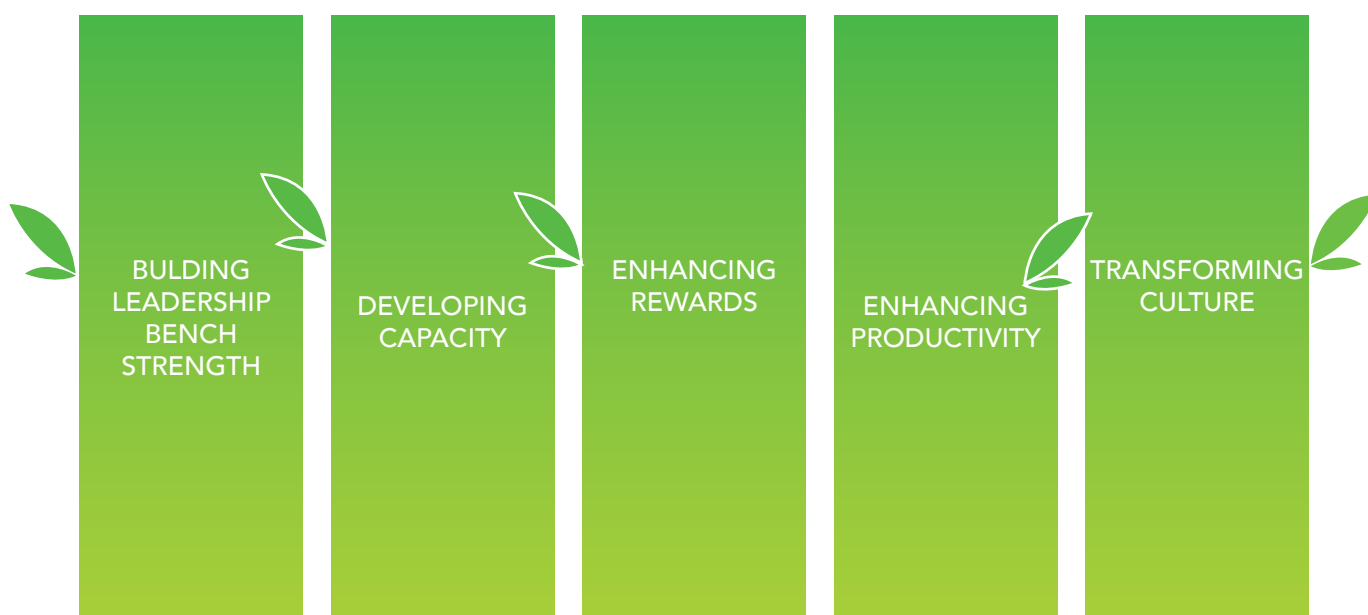 BULDING
LEADERSHIP
BENCH
STRENGTH
DEVELOPING
CAPACITY
ENHANCING
REWARDS
ENHANCING
PRODUCTIVITY
TRANSFORMING
CULTURE